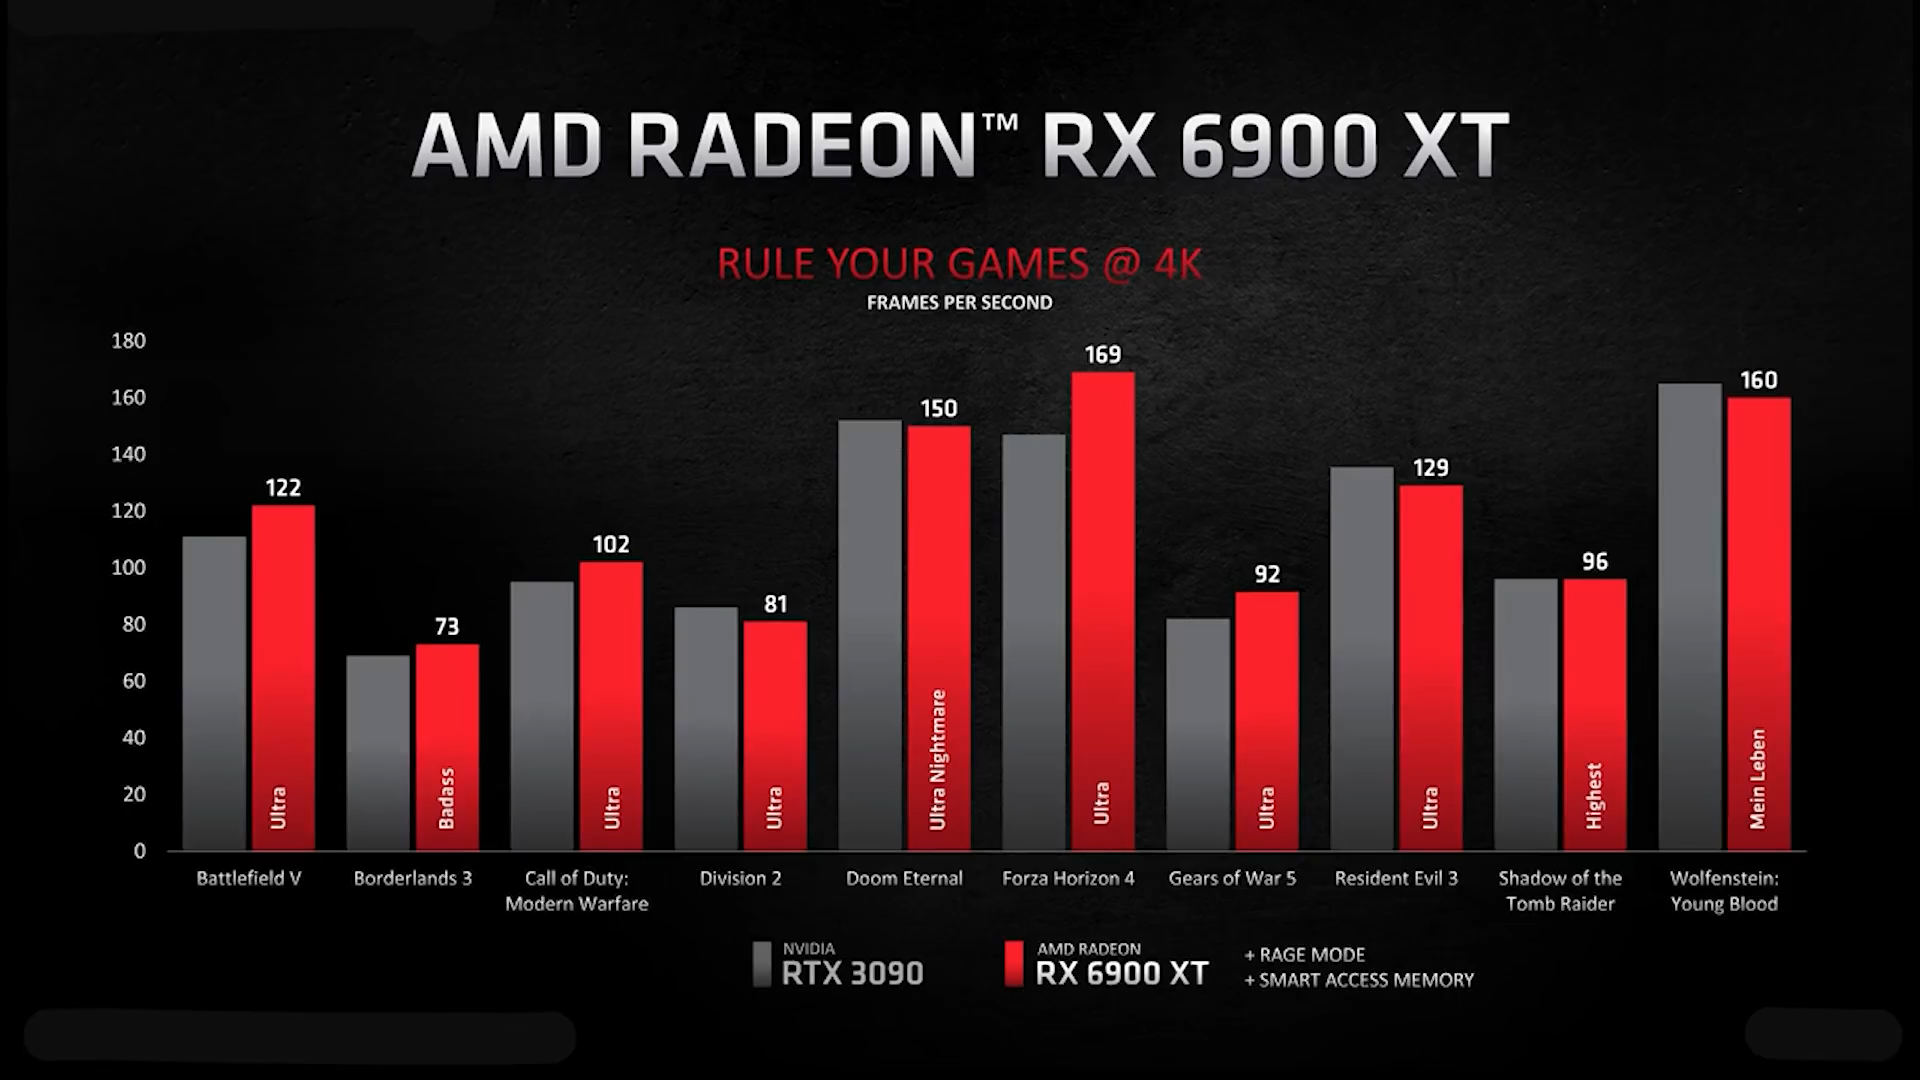 AMD RADEON™ RX 6900 XT
RULE YOUR GAMES @ 4K
FRAMES PER SECOND
180
160
140
120
100
80
60
40
20
0
122
73
102
81
150
169
92
129
96
160
Ultra
Badass
Ultra
Ultra
Ultra Nightmare
Ultra
Ultra
Ultra
Highest
Mein Leben
Battlefield V
Borderlands 3
Call of Duty:
Modern Warfare
Division 2
Doom Eternal
Forza Horizon 4
Gears of War 5
Resident Evil 3
Shadow of the
Tomb Raider
Wolfenstein:
Young Blood
NVIDIA
RTX 3090
AMD RADEON
RX 6900 XT
+ RAGE MODE
+ SMART ACCESS MEMORY